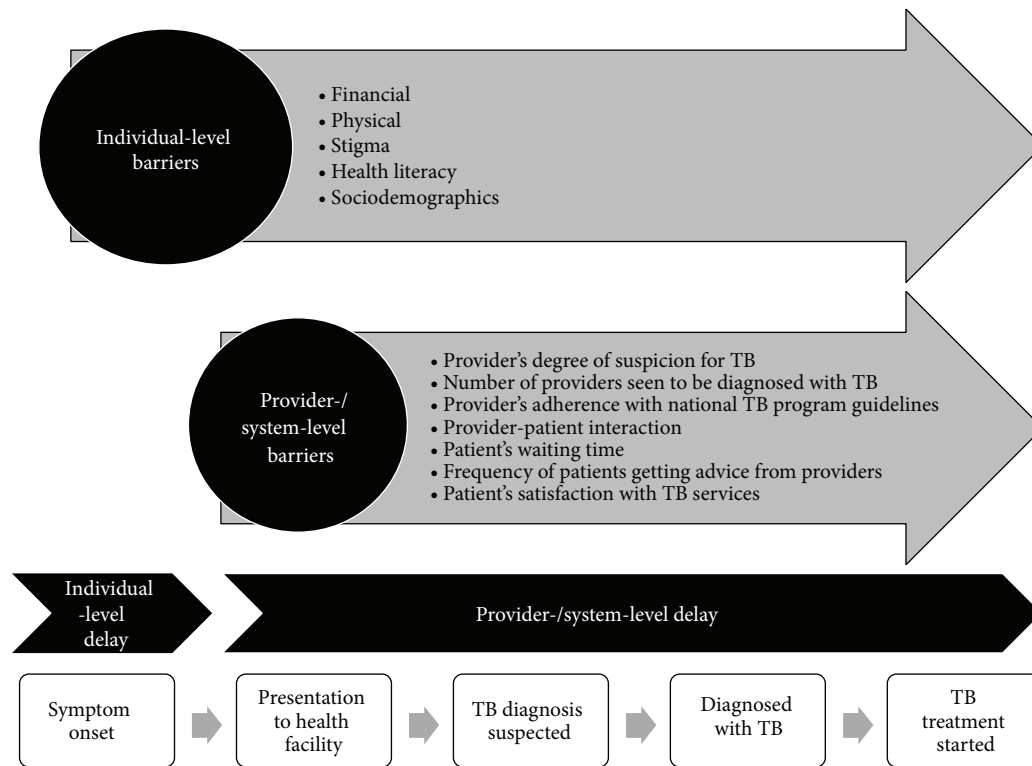 Individual-level
barriers
• Financial
• Physical
• Stigma
• Health literacy
• Sociodemographics
Provider-/
system-level
barriers
• Provider’s degree of suspicion for TB
• Number of providers seen to be diagnosed with TB
• Provider’s adherence with national TB program guidelines
• Provider-patient interaction
• Patient’s waiting time
• Frequency of patients getting advice from providers
• Patient’s satisfaction with TB services
Individual
-level
delay
Provider-/system-level delay
Symptom
onset
Presentation
to health
facility
TB diagnosis
suspected
Diagnosed
with TB
TB
treatment
started